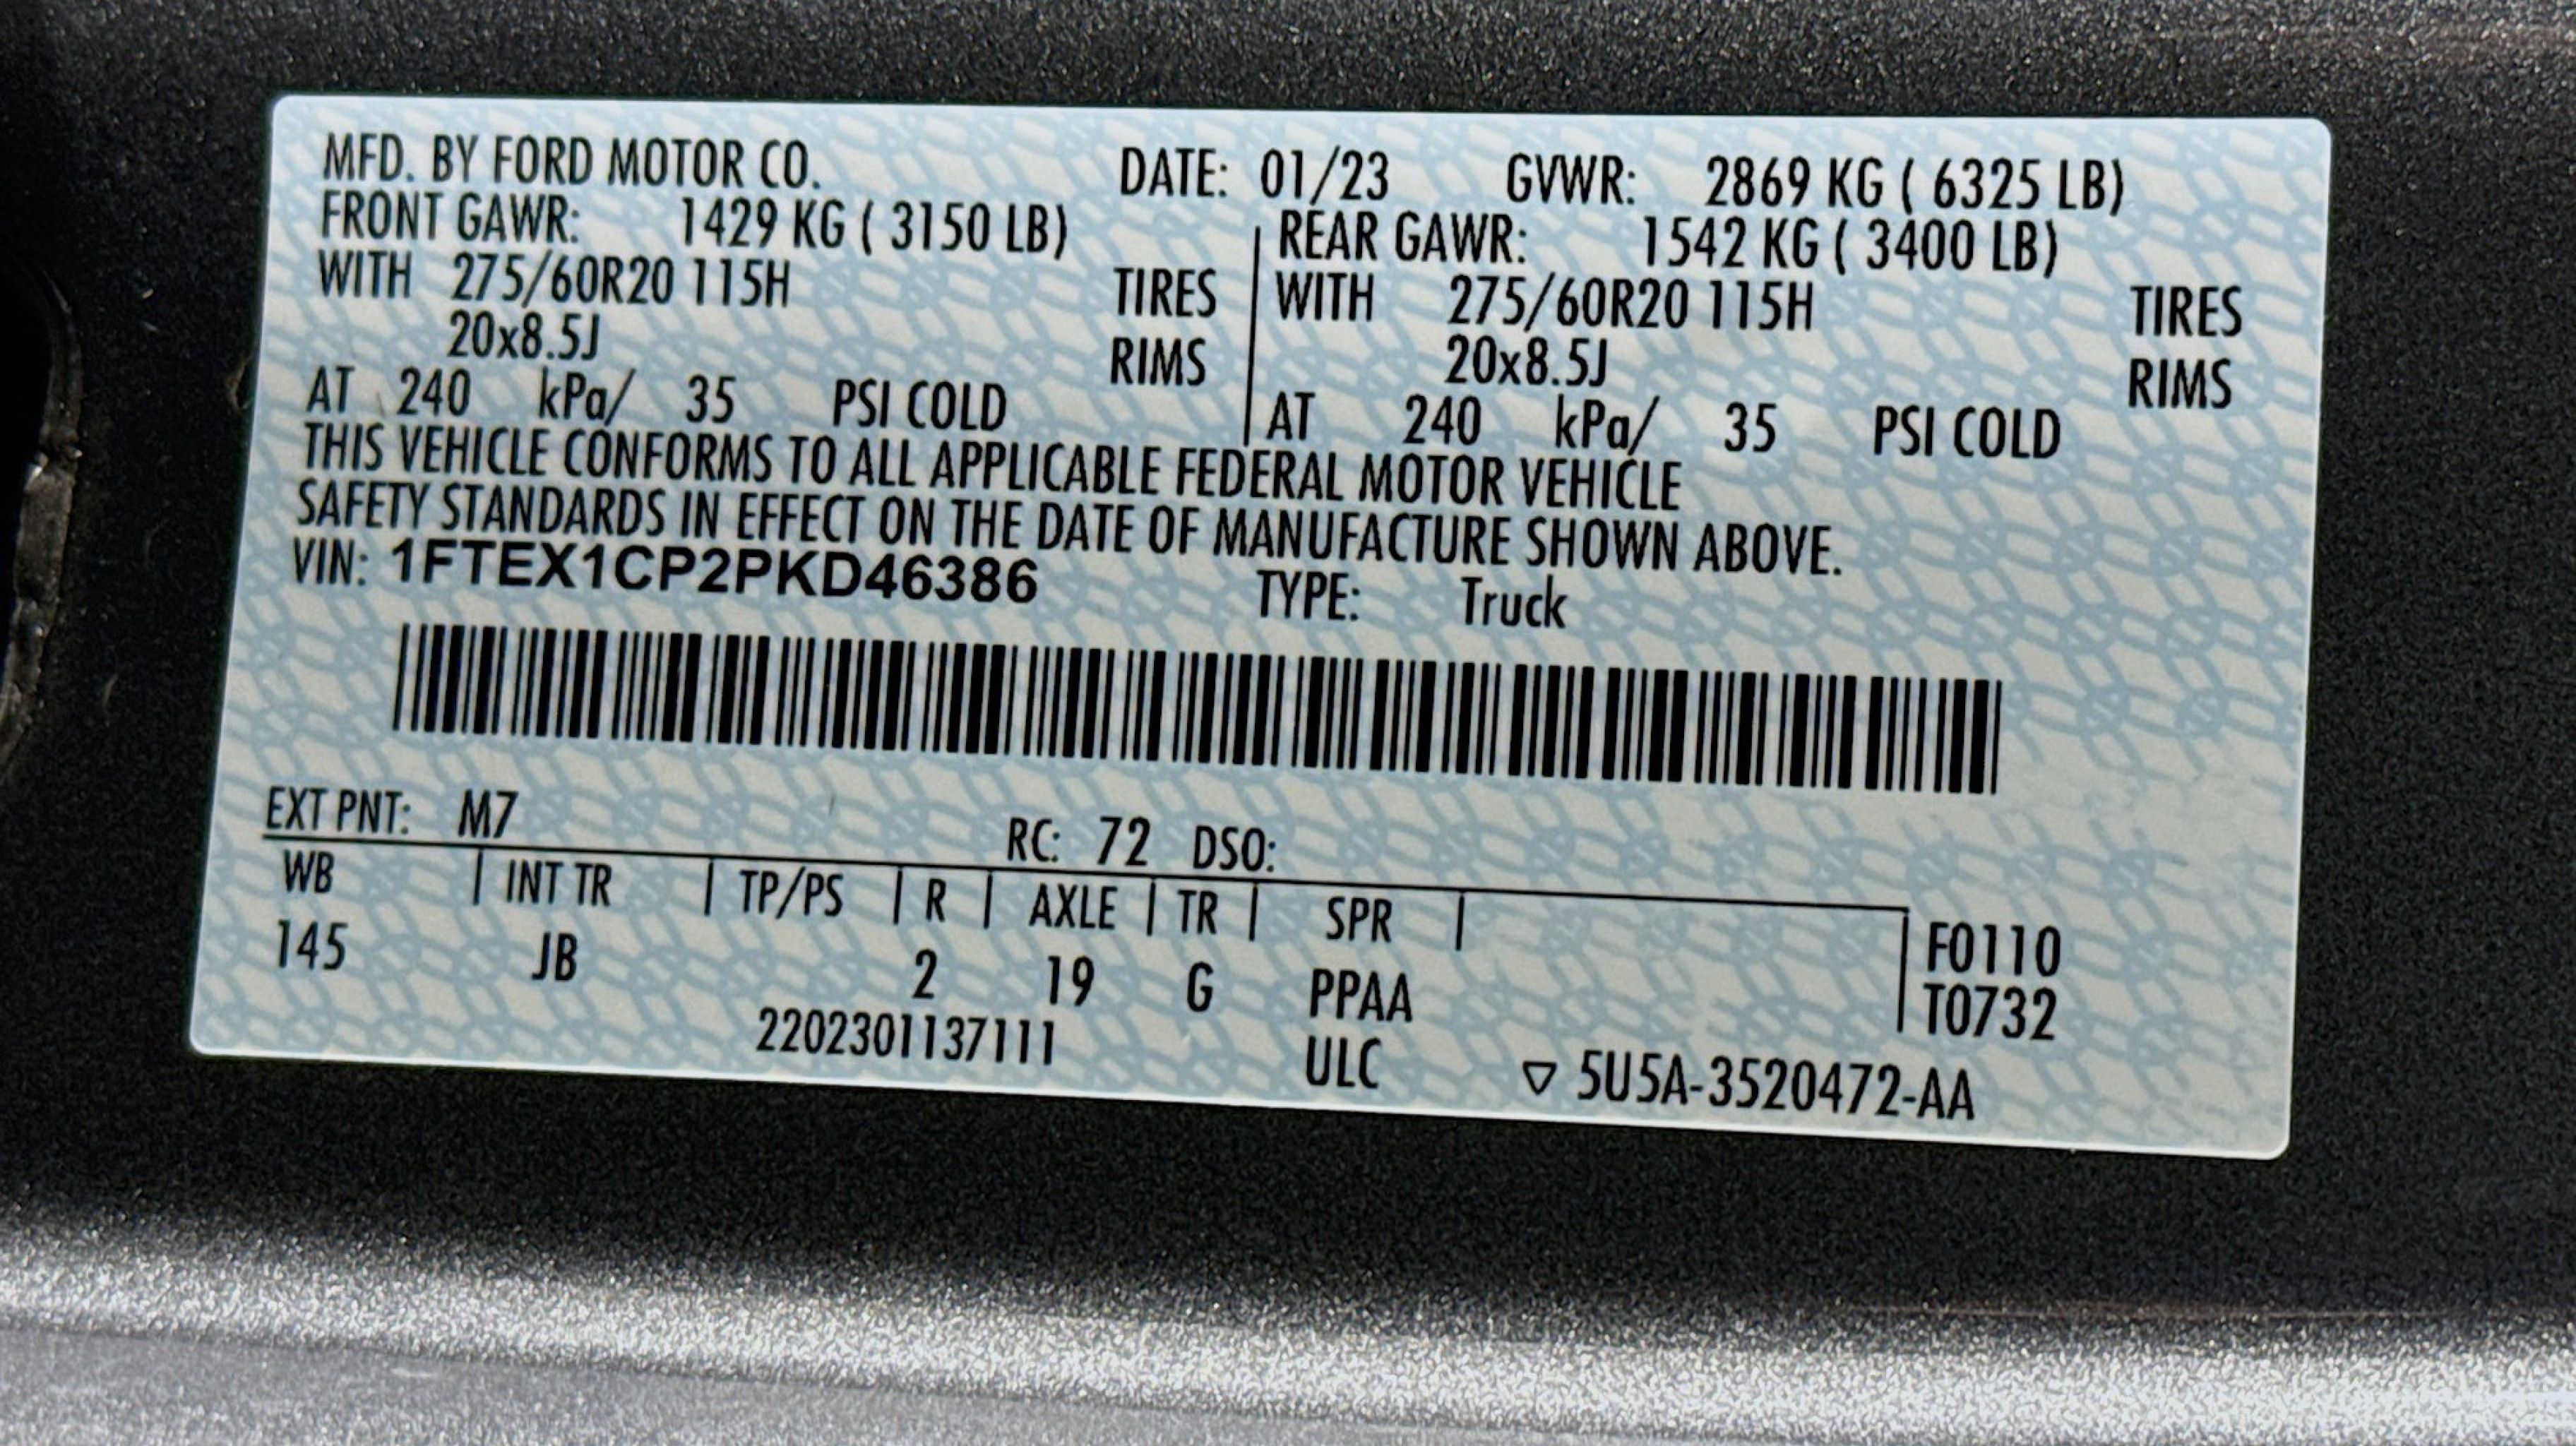 MFD. BY FORD MOTOR CO. DATE: 01/23 GVWR: 2869 KG ( 6325 LB)
FRONT GAWR: 1429 KG ( 3150 LB) REAR GAWR: 1542 KG ( 3400 LB)
WITH 275/60R20 115H TIRES WITH 275/60R20 115H TIRES
20x8.5J RIMS 20x8.5J RIMS
AT 240 kPa/ 35 PSI COLD AT 240 kPa/ 35 PSI COLD
THIS VEHICLE CONFORMS TO ALL APPLICABLE FEDERAL MOTOR VEHICLE
SAFETY STANDARDS IN EFFECT ON THE DATE OF MANUFACTURE SHOWN ABOVE.
VIN: 1FTEX1CP2PKD46386 TYPE: Truck
EXT PNT: M7 RC: 72 DSO:
WB | INT TR | TP/PS | R | AXLE | TR | SPR | F0110
145 JB 2 19 G PPAA T0732
2202301137111 ULC ▽ 5U5A-3520472-AA